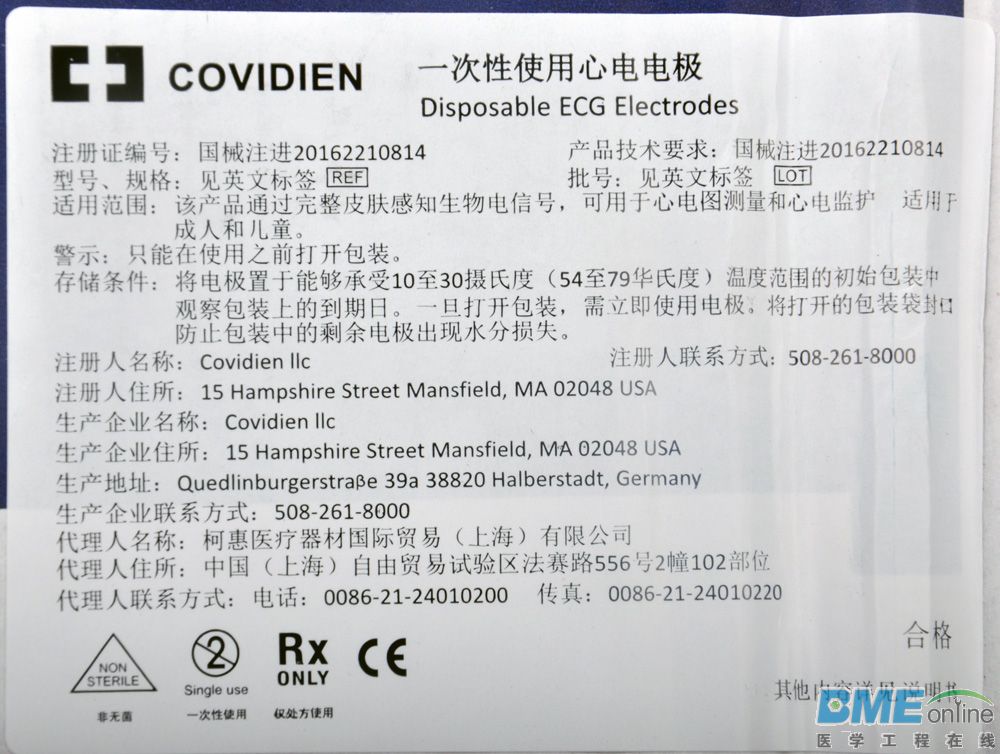 COVIDIEN
一次性使用心电电极
Disposable ECG Electrodes
注册证编号：国械注进20162210814 产品技术要求：国械注进20162210814
型号、规格：见英文标签 REF 批号：见英文标签 LOT
适用范围：该产品通过完整皮肤感知生物电信号，可用于心电图测量和心电监护 适用于
成人和儿童。
警示：只能在使用之前打开包装。
存储条件：将电极置于能够承受10至30摄氏度（54至79华氏度）温度范围的初始包装中
观察包装上的到期日。一旦打开包装，需立即使用电极。将打开的包装袋封口
防止包装中的剩余电极出现水分损失。
注册人名称：Covidien llc 注册人联系方式：508-261-8000
注册人住所：15 Hampshire Street Mansfield, MA 02048 USA
生产企业名称：Covidien llc
生产企业住所：15 Hampshire Street Mansfield, MA 02048 USA
生产地址：Quedlinburgerstraße 39a 38820 Halberstadt, Germany
生产企业联系方式：508-261-8000
代理人名称：柯惠医疗器材国际贸易（上海）有限公司
代理人住所：中国（上海）自由贸易试验区法赛路556号2幢102部位
代理人联系方式：电话：0086-21-24010200 传真：0086-21-24010220
合格
NON
STERILE
非无菌
2
Single use
一次性使用
Rx
ONLY
仅处方使用
CE
其他内容详见说明书
BME online
医学工程在线